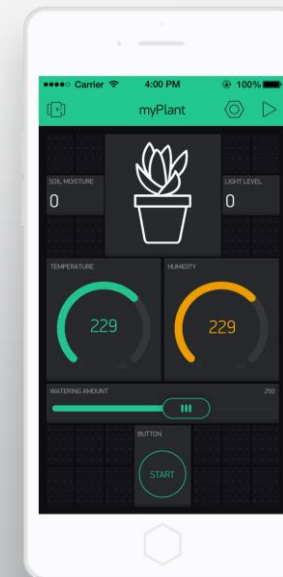 Carrier 4:00 PM 100%
myPlant
SOIL MOISTURE
0
LIGHT LEVEL
0
TEMPERATURE
229
HUMIDITY
229
WATERING AMOUNT 250
BUTTON
START